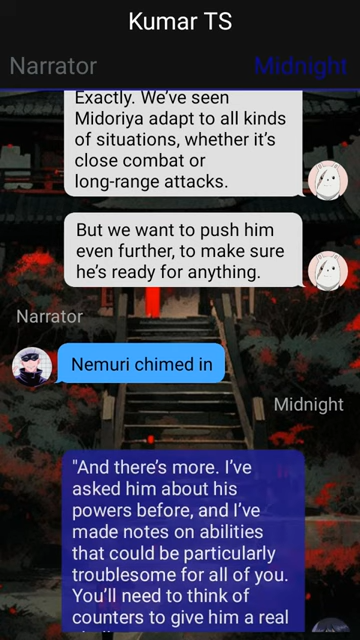 Kumar TS
Narrator
Midnight
Exactly. We've seen
Midoriya adapt to all kinds
of situations, whether it's
close combat or
long-range attacks.
But we want to push him
even further, to make sure
he's ready for anything.
Narrator
Nemuri chimed in
Midnight
"And there's more. I've
asked him about his
powers before, and I've
made notes on abilities
that could be particularly
troublesome for all of you.
You'll need to think of
counters to give him a real